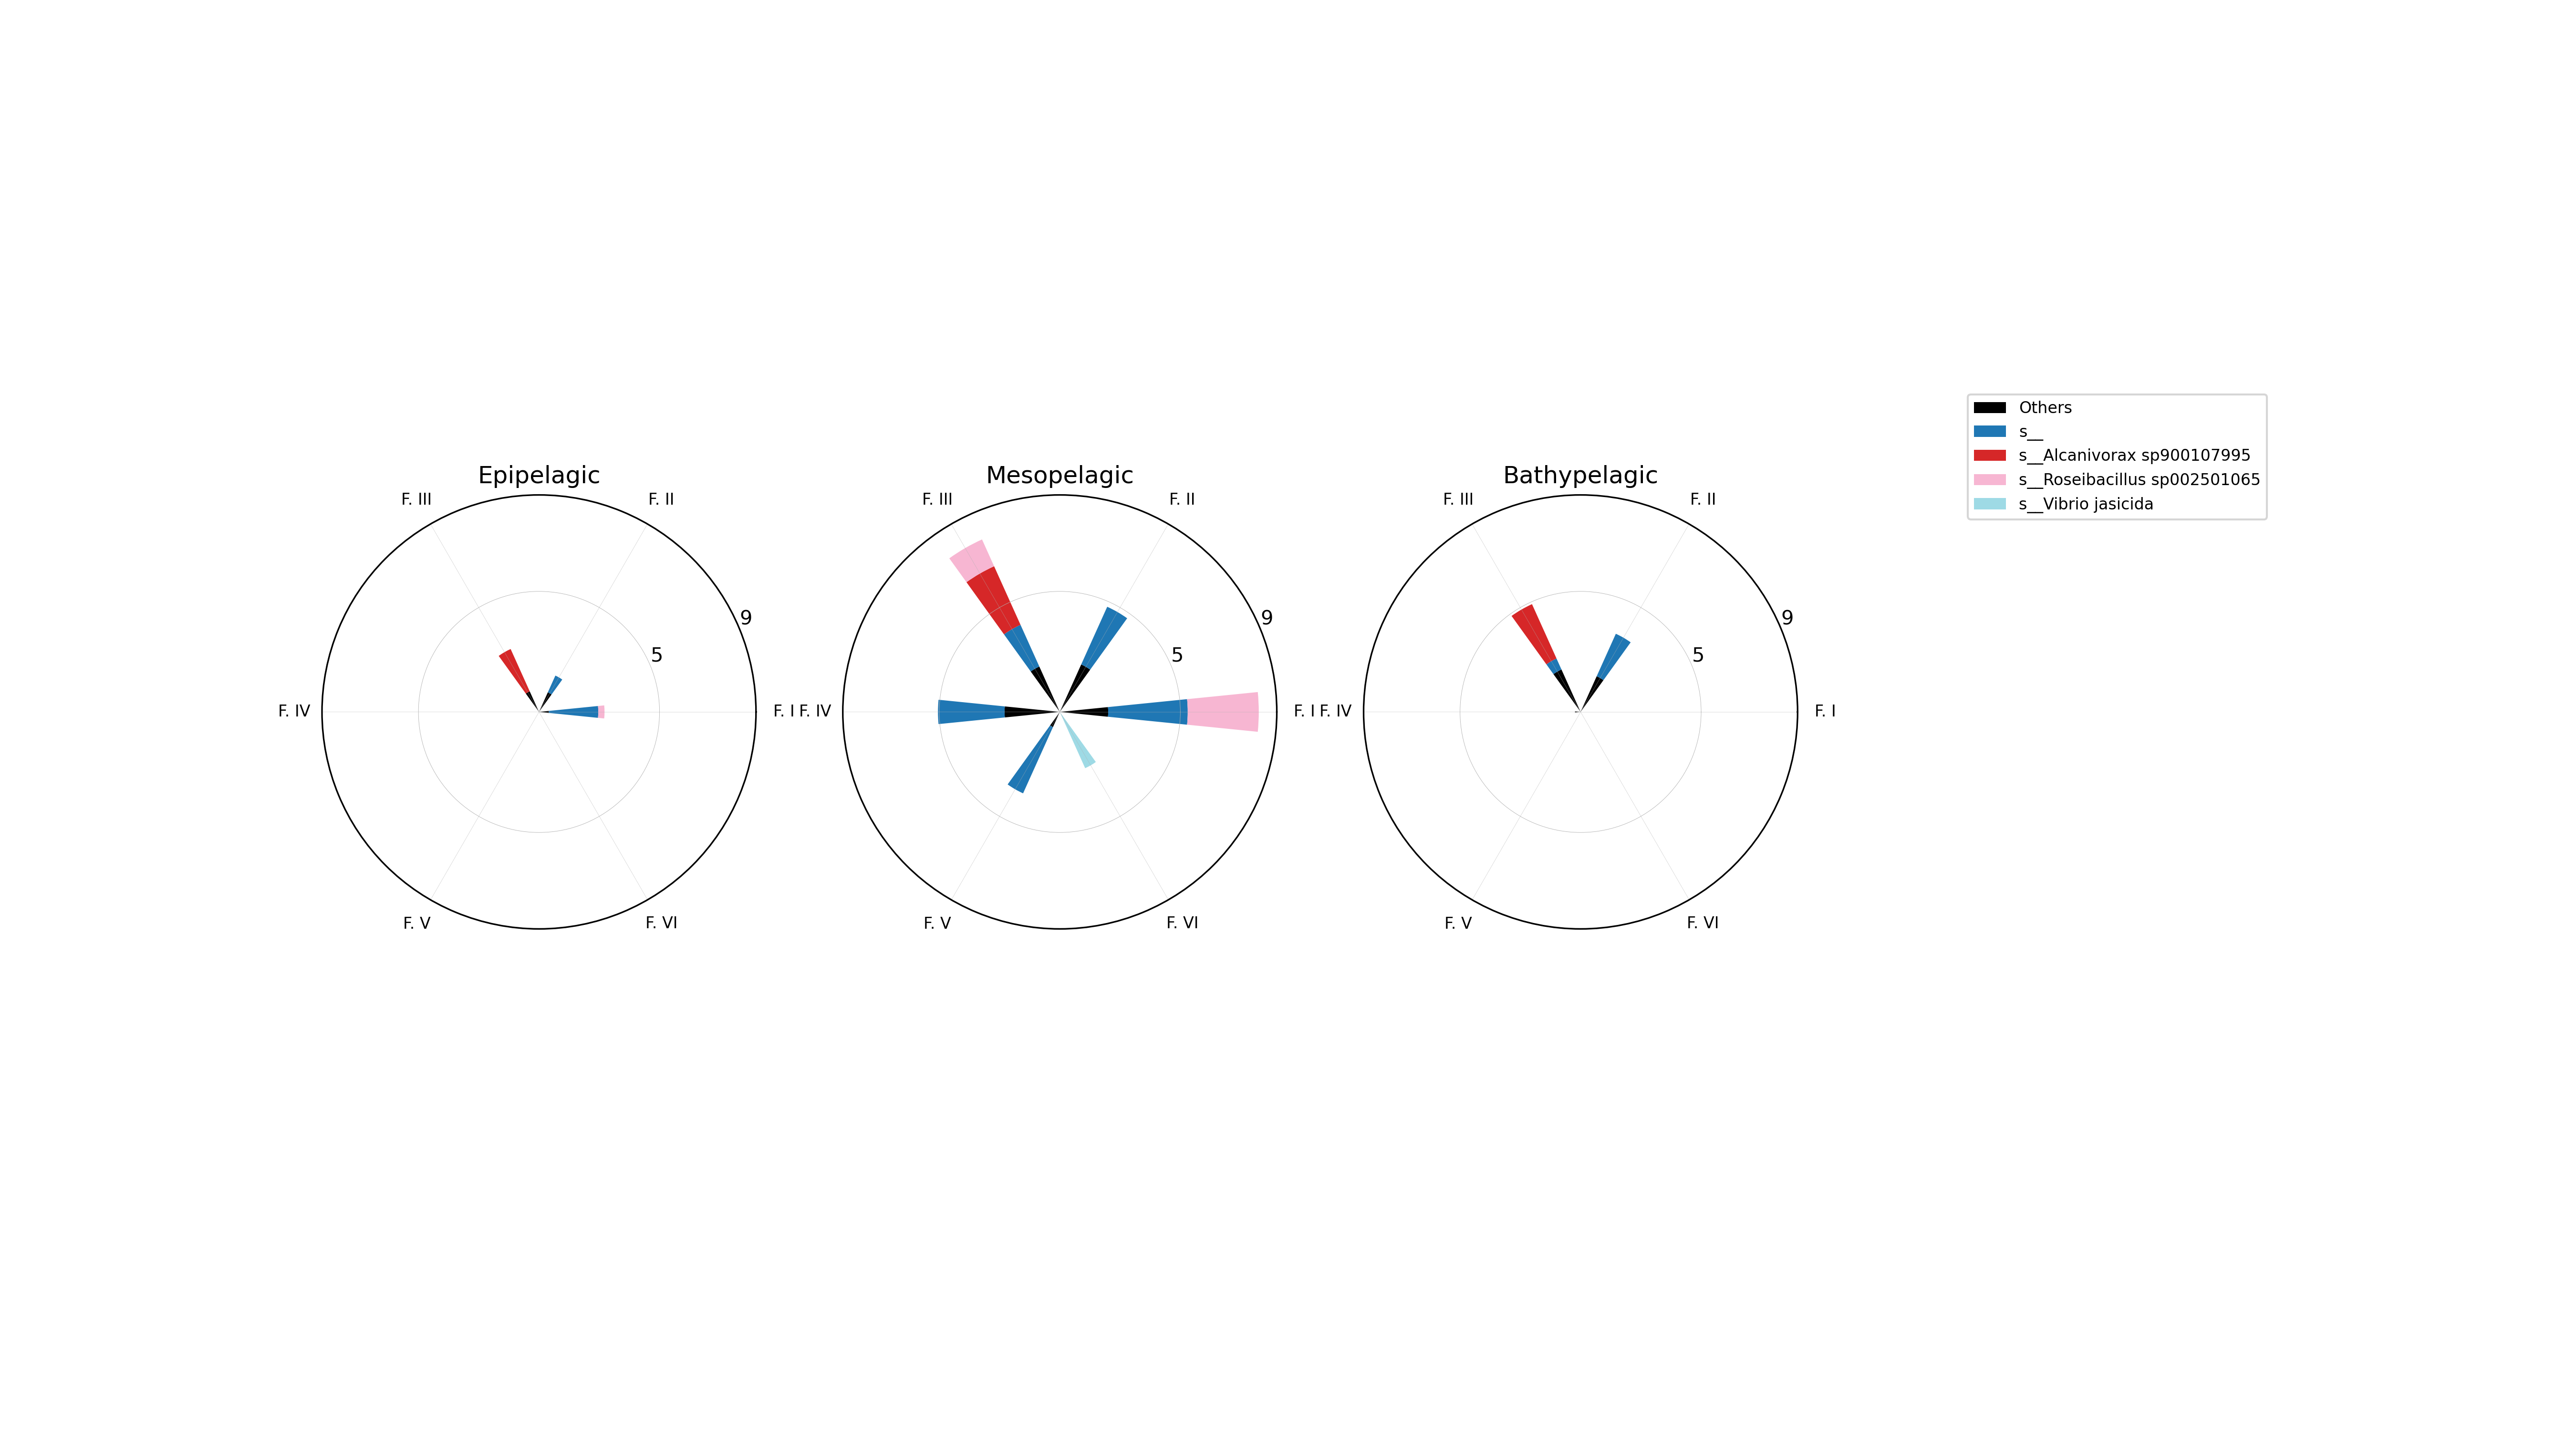 Others
s__
s__Alcanivorax sp900107995
s__Roseibacillus sp002501065
s__Vibrio jasicida
Epipelagic
F. III
F. II
9
5
F. IV
F. I
F. V
F. VI
Mesopelagic
F. III
F. II
9
5
F. IV
F. I
F. V
F. VI
Bathypelagic
F. III
F. II
9
5
F. IV
F. I
F. V
F. VI